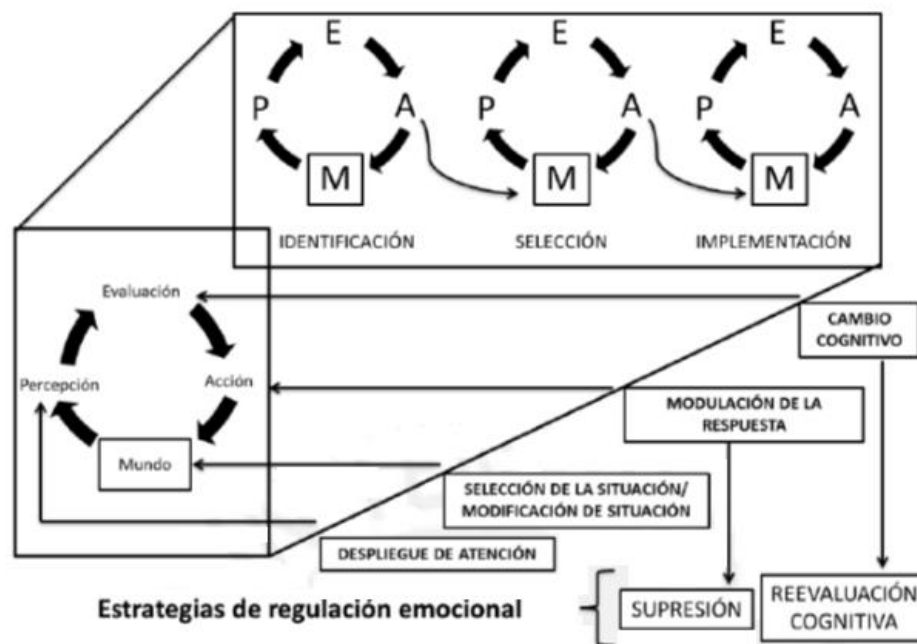 E E E
P A P A P A
M M M
IDENTIFICACIÓN SELECCIÓN IMPLEMENTACIÓN
Evaluación
CAMBIO
COGNITIVO
Percepción Acción
MODULACIÓN DE LA
RESPUESTA
Mundo
SELECCIÓN DE LA SITUACIÓN/
MODIFICACIÓN DE SITUACIÓN
DESPLIEGUE DE ATENCIÓN
Estrategias de regulación emocional
SUPRESIÓN
REEVALUACIÓN
COGNITIVA